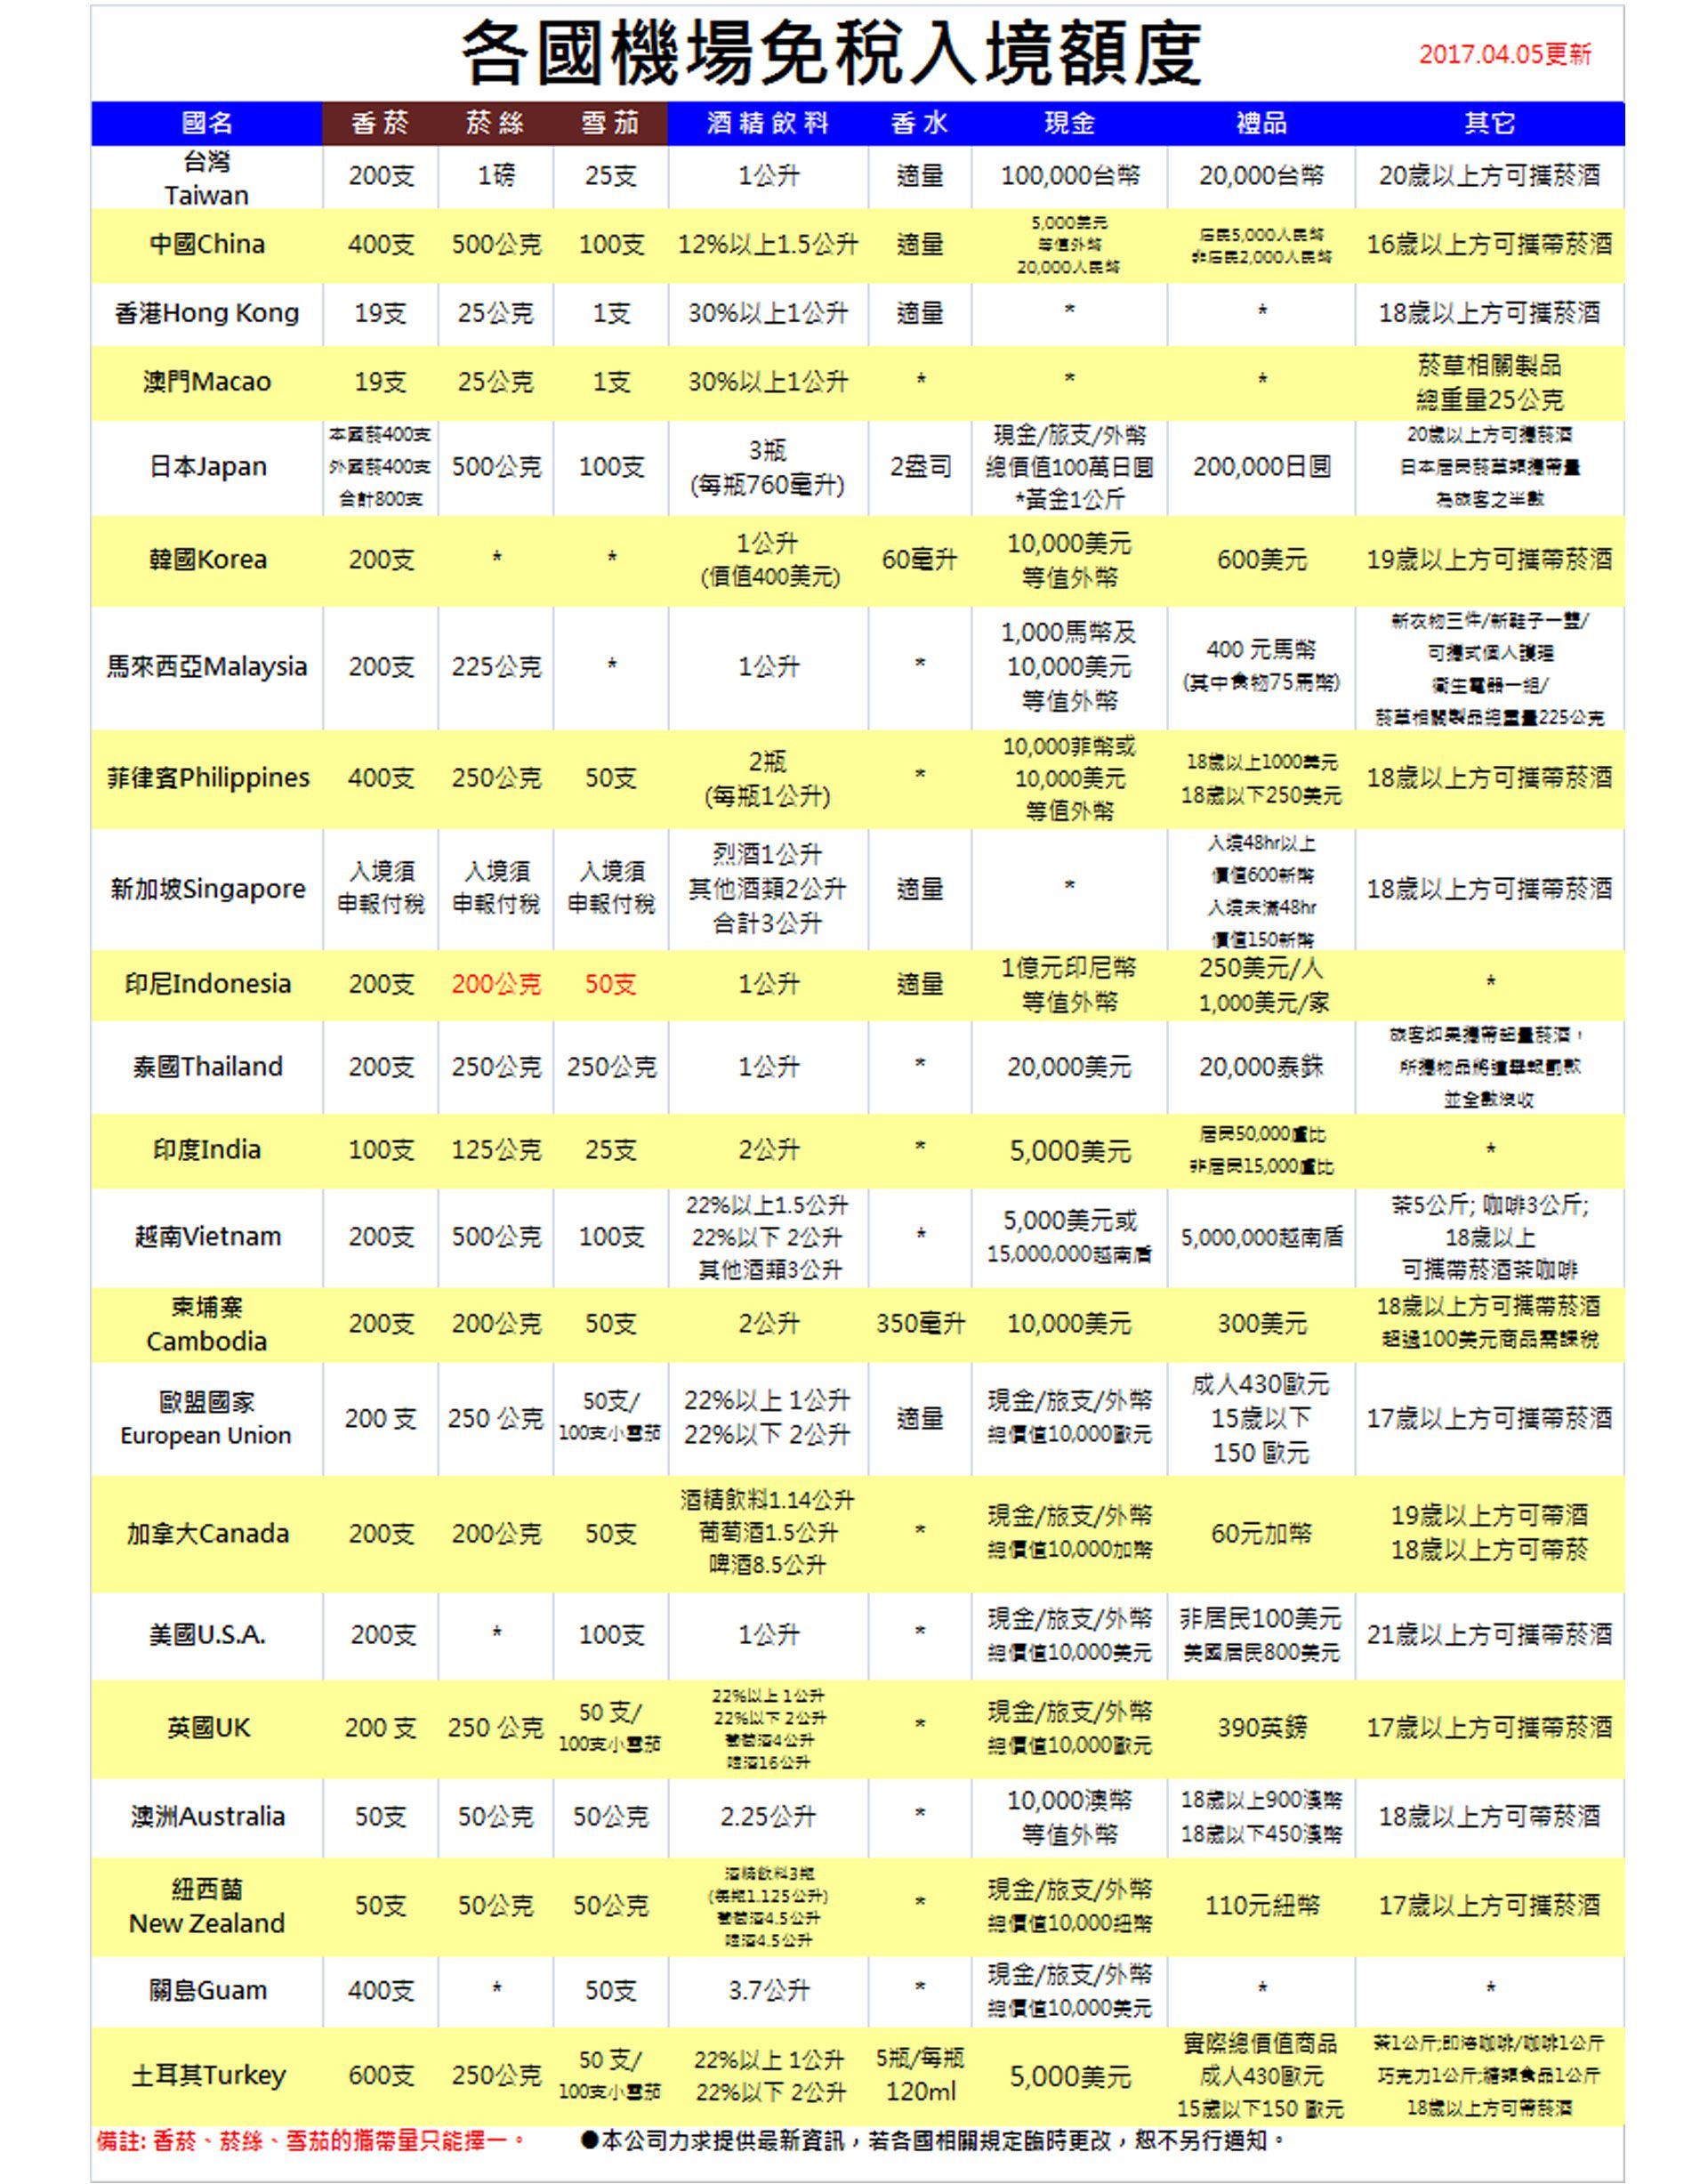 各國機場免稅入境額度
2017.04.05更新
國名 香菸 菸絲 雪茄 酒精飲料 香水 現金 禮品 其它
台灣
Taiwan
200支 1磅 25支 1公升 適量 100,000台幣 20,000台幣 20歲以上方可攜菸酒
中國China 400支 500公克 100支 12%以上1.5公升 適量
5,000美元
等值外幣
20,000人民幣
居民5,000人民幣
非居民2,000人民幣
16歲以上方可攜帶菸酒
香港Hong Kong 19支 25公克 1支 30%以上1公升 適量 * * 18歲以上方可攜菸酒
澳門Macao 19支 25公克 1支 30%以上1公升 * * *
菸草相關製品
總重量25公克
日本Japan
本國菸400支
外國菸400支
合計800支
500公克 100支
3瓶
(每瓶760毫升)
2盎司
現金/旅支/外幣
總價值100萬日圓
*黃金1公斤
200,000日圓
20歲以上方可攜菸酒
日本居民菸草類攜帶量
為旅客之半數
韓國Korea 200支 * *
1公升
(價值400美元)
60毫升
10,000美元
等值外幣
600美元 19歲以上方可攜帶菸酒
馬來西亞Malaysia 200支 225公克 * 1公升 *
1,000馬幣及
10,000美元
等值外幣
400 元馬幣
(其中食物75馬幣)
新衣物三件/新鞋子一雙/
可攜式個人護理
衛生電器一組/
菸草相關製品總重量225公克
菲律賓Philippines 400支 250公克 50支
2瓶
(每瓶1公升)
*
10,000菲幣或
10,000美元
等值外幣
18歲以上1000美元
18歲以下250美元
18歲以上方可攜帶菸酒
新加坡Singapore
入境須
申報付稅
入境須
申報付稅
入境須
申報付稅
烈酒1公升
其他酒類2公升
合計3公升
適量 *
入境48hr以上
價值600新幣
入境未滿48hr
價值150新幣
18歲以上方可攜帶菸酒
印尼Indonesia 200支 200公克 50支 1公升 適量
1億元印尼幣
等值外幣
250美元/人
1,000美元/家
*
泰國Thailand 200支 250公克 250公克 1公升 * 20,000美元 20,000泰銖
旅客如果攜帶超量菸酒，
所攜物品將遭舉報罰款
並全數沒收
印度India 100支 125公克 25支 2公升 * 5,000美元
居民50,000盧比
非居民15,000盧比
*
越南Vietnam 200支 500公克 100支
22%以上1.5公升
22%以下 2公升
其他酒類3公升
*
5,000美元或
15,000,000越南盾
5,000,000越南盾
茶5公斤; 咖啡3公斤;
18歲以上
可攜帶菸酒茶咖啡
柬埔寨
Cambodia
200支 200公克 50支 2公升 350毫升 10,000美元 300美元
18歲以上方可攜帶菸酒
超過100美元商品需課稅
歐盟國家
European Union
200 支 250 公克
50支/
100支小雪茄
22%以上 1公升
22%以下 2公升
適量
現金/旅支/外幣
總價值10,000歐元
成人430歐元
15歲以下
150 歐元
17歲以上方可攜帶菸酒
加拿大Canada 200支 200公克 50支
酒精飲料1.14公升
葡萄酒1.5公升
啤酒8.5公升
*
現金/旅支/外幣
總價值10,000加幣
60元加幣
19歲以上方可帶酒
18歲以上方可帶菸
美國U.S.A. 200支 * 100支 1公升 *
現金/旅支/外幣
總價值10,000美元
非居民100美元
美國居民800美元
21歲以上方可攜帶菸酒
英國UK 200 支 250 公克
50 支/
100支小雪茄
22%以上 1公升
22%以下 2公升
葡萄酒4公升
啤酒16公升
*
現金/旅支/外幣
總價值10,000歐元
390英鎊 17歲以上方可攜帶菸酒
澳洲Australia 50支 50公克 50公克 2.25公升 *
10,000澳幣
等值外幣
18歲以上900澳幣
18歲以下450澳幣
18歲以上方可帶菸酒
紐西蘭
New Zealand
50支 50公克 50公克
酒精飲料3瓶
(每瓶1.125公升)
葡萄酒4.5公升
啤酒4.5公升
*
現金/旅支/外幣
總價值10,000紐幣
110元紐幣 17歲以上方可攜菸酒
關島Guam 400支 * 50支 3.7公升 *
現金/旅支/外幣
總價值10,000美元
* *
土耳其Turkey 600支 250公克
50 支/
100支小雪茄
22%以上 1公升
22%以下 2公升
5瓶/每瓶
120ml
5,000美元
實際總價值商品
成人430歐元
15歲以下150 歐元
茶1公斤;即溶咖啡/咖啡1公斤
巧克力1公斤;糖類食品1公斤
18歲以上方可帶菸酒
備註: 香菸、菸絲、雪茄的攜帶量只能擇一。 ●本公司力求提供最新資訊，若各國相關規定臨時更改，恕不另行通知。